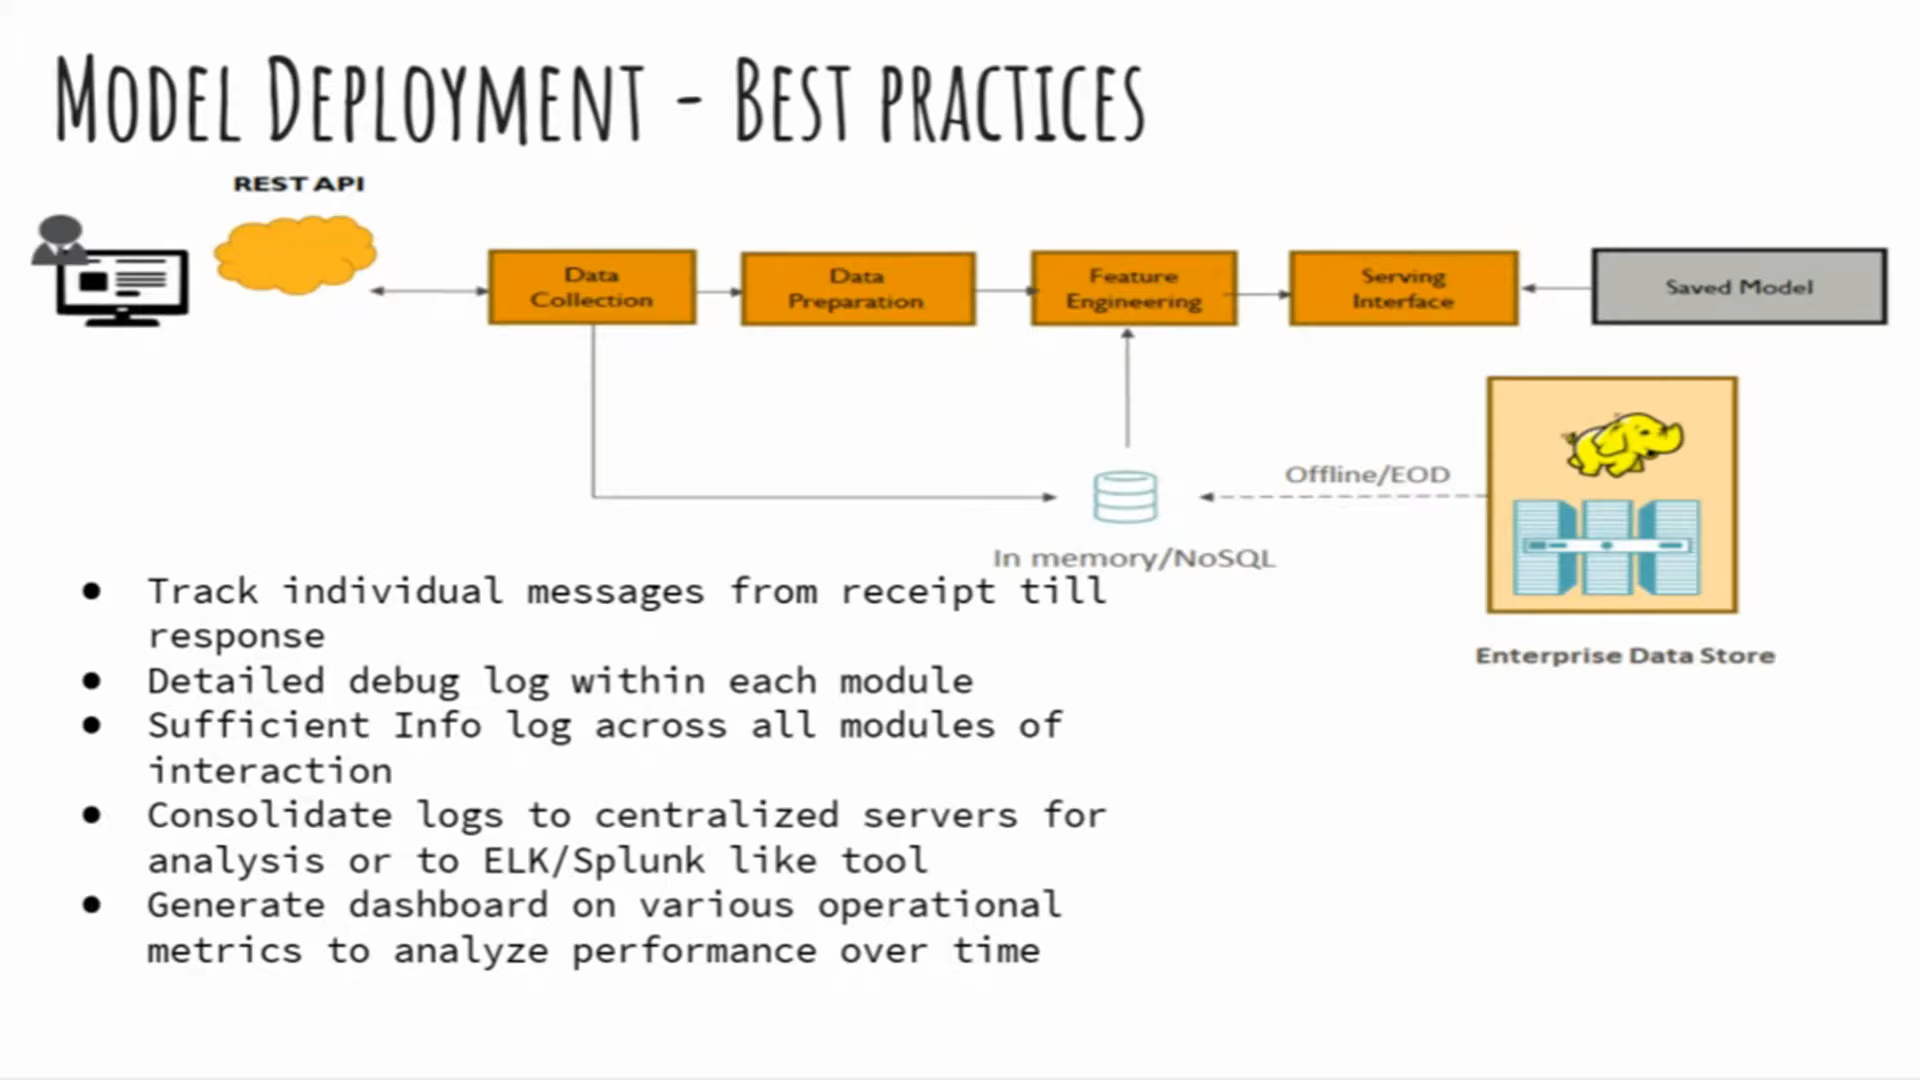 MODEL DEPLOYMENT - BEST PRACTICES
REST API
Data
Collection
Data
Preparation
Feature
Engineering
Serving
Interface
Saved Model
Offline/EOD
In memory/NoSQL
Enterprise Data Store
● Track individual messages from receipt till
response
● Detailed debug log within each module
● Sufficient Info log across all modules of
interaction
● Consolidate logs to centralized servers for
analysis or to ELK/Splunk like tool
● Generate dashboard on various operational
metrics to analyze performance over time